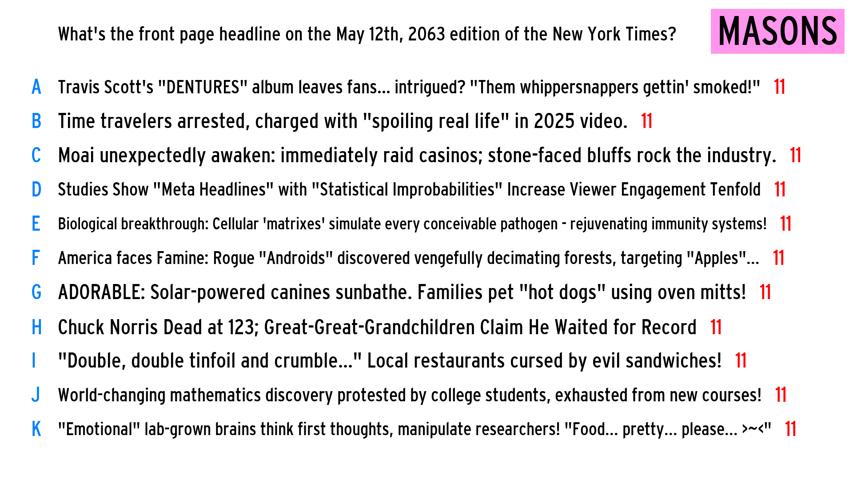 What's the front page headline on the May 12th, 2063 edition of the New York Times?
MASONS
A Travis Scott's "DENTURES" album leaves fans... intrigued? "Them whippersnappers gettin' smoked!" 11
B Time travelers arrested, charged with "spoiling real life" in 2025 video. 11
C Moai unexpectedly awaken: immediately raid casinos; stone-faced bluffs rock the industry. 11
D Studies Show "Meta Headlines" with "Statistical Improbabilities" Increase Viewer Engagement Tenfold 11
E Biological breakthrough: Cellular 'matrixes' simulate every conceivable pathogen - rejuvenating immunity systems! 11
F America faces Famine: Rogue "Androids" discovered vengefully decimating forests, targeting "Apples"... 11
G ADORABLE: Solar-powered canines sunbathe. Families pet "hot dogs" using oven mitts! 11
H Chuck Norris Dead at 123; Great-Great-Grandchildren Claim He Waited for Record 11
I "Double, double tinfoil and crumble..." Local restaurants cursed by evil sandwiches! 11
J World-changing mathematics discovery protested by college students, exhausted from new courses! 11
K "Emotional" lab-grown brains think first thoughts, manipulate researchers! "Food... pretty... please... >~<" 11